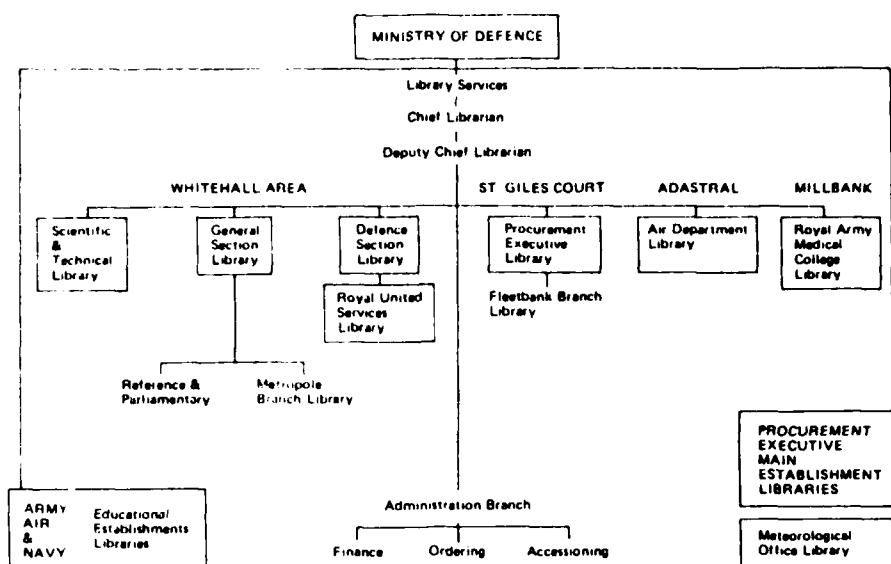 MINISTRY OF DEFENCE
Library Services
Chief Librarian
Deputy Chief Librarian
WHITEHALL AREA
ST GILES COURT
ADASTRAL
MILLBANK
Scientific
&
Technical
Library
General
Section
Library
Defence
Section
Library
Royal United
Services
Library
Procurement
Executive
Library
Fleetbank Branch
Library
Air Department
Library
Royal Army
Medical
College
Library
Reference &
Parliamentary
Metropole
Branch Library
PROCUREMENT
EXECUTIVE
MAIN
ESTABLISHMENT
LIBRARIES
ARMY
AIR
&
NAVY
Educational
Establishments
Libraries
Administration Branch
Finance
Ordering
Accessioning
Meteorological
Office Library